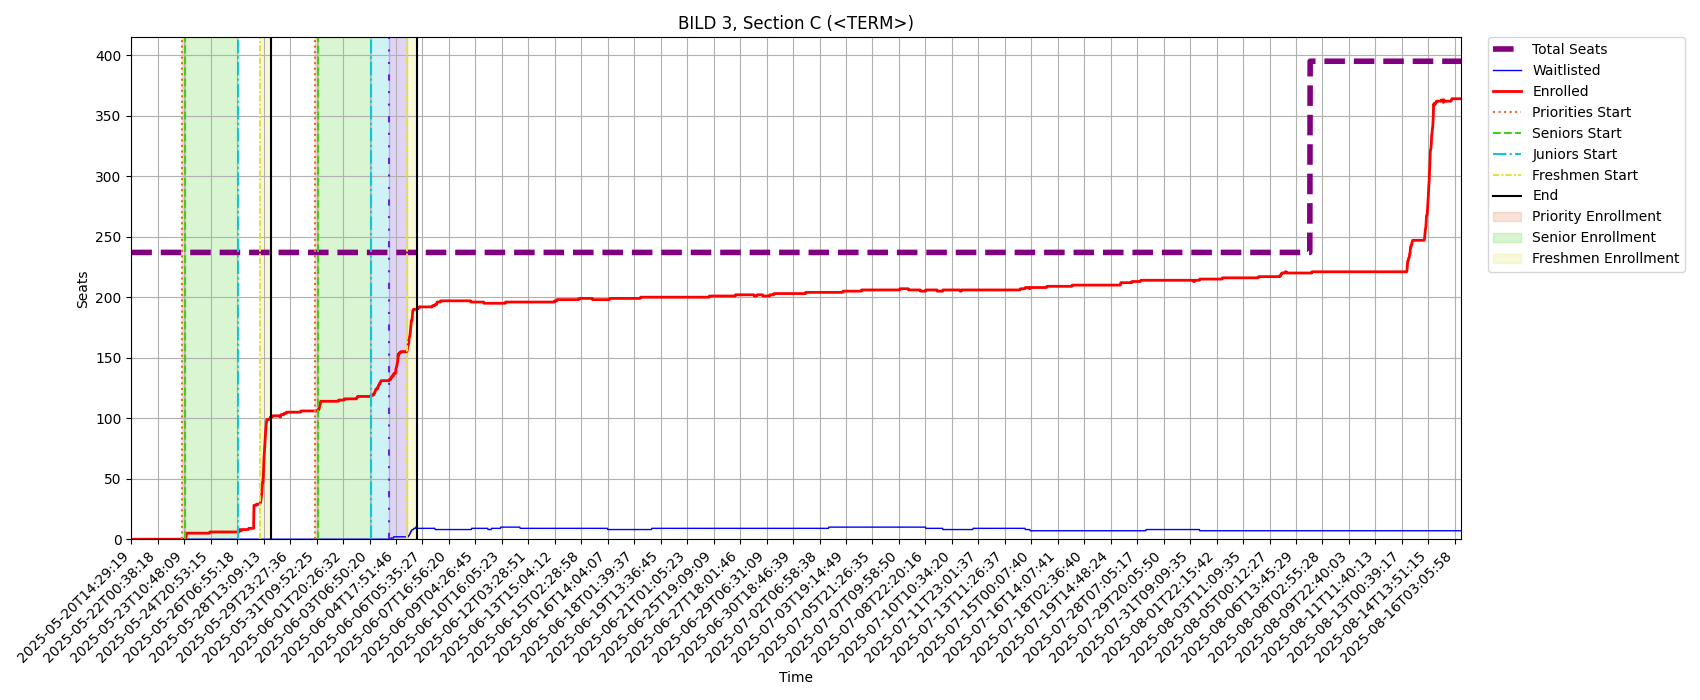 BILD 3, Section C (<TERM>)
Seats
400
350
300
250
200
150
100
50
0
2025-05-20T14:29:19
2025-05-22T00:38:18
2025-05-23T10:48:09
2025-05-24T20:53:15
2025-05-26T06:55:18
2025-05-28T13:09:13
2025-05-29T23:27:36
2025-05-31T09:52:25
2025-06-01T20:26:32
2025-06-03T06:50:20
2025-06-04T17:51:46
2025-06-06T05:35:27
2025-06-07T16:56:20
2025-06-09T04:26:45
2025-06-10T16:05:23
2025-06-12T03:28:51
2025-06-13T15:04:12
2025-06-15T02:28:58
2025-06-16T14:04:07
2025-06-18T01:39:37
2025-06-19T13:36:45
2025-06-21T01:05:23
2025-06-25T19:09:09
2025-06-27T18:01:46
2025-06-29T06:31:09
2025-06-30T18:46:39
2025-07-02T06:58:38
2025-07-03T19:14:49
2025-07-05T21:26:35
2025-07-07T09:58:50
2025-07-08T22:20:16
2025-07-10T10:34:20
2025-07-11T23:01:37
2025-07-13T11:26:37
2025-07-15T00:07:40
2025-07-16T14:07:41
2025-07-18T02:36:40
2025-07-19T14:48:24
2025-07-28T07:05:17
2025-07-29T20:05:50
2025-07-31T09:09:35
2025-08-01T22:15:42
2025-08-03T11:09:35
2025-08-05T00:12:27
2025-08-06T13:45:29
2025-08-08T02:55:28
2025-08-09T22:40:03
2025-08-11T11:40:13
2025-08-13T00:39:17
2025-08-14T13:51:15
2025-08-16T03:05:58
Time
Total Seats
Waitlisted
Enrolled
Priorities Start
Seniors Start
Juniors Start
Freshmen Start
End
Priority Enrollment
Senior Enrollment
Freshmen Enrollment